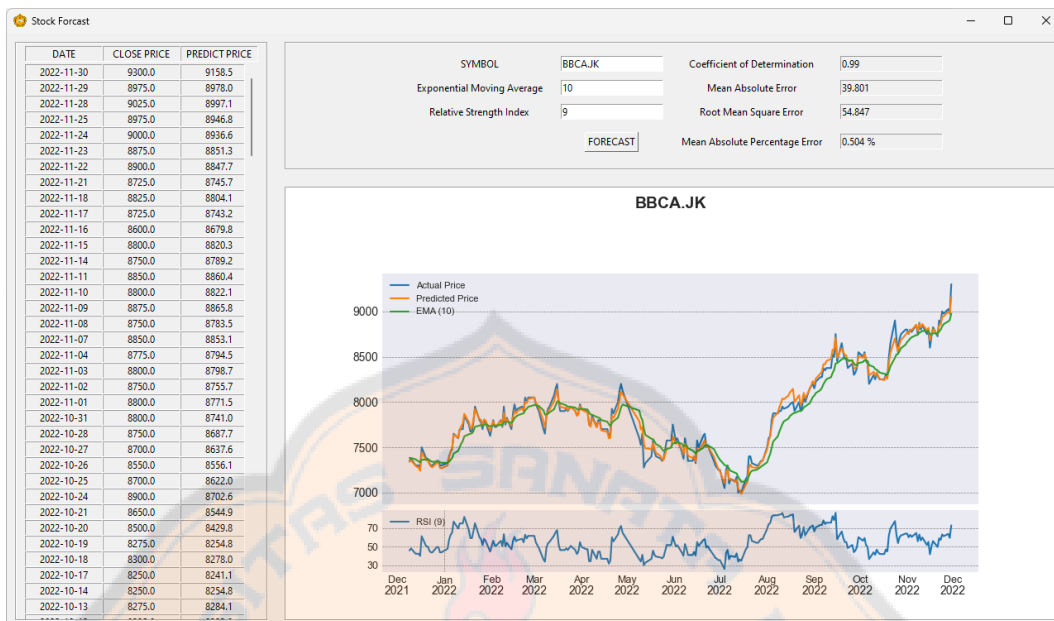 Stock Forcast
DATE CLOSE PRICE PREDICT PRICE
2022-11-30 9300.0 9158.5
2022-11-29 8975.0 8978.0
2022-11-28 9025.0 8997.1
2022-11-25 8975.0 8946.8
2022-11-24 9000.0 8936.6
2022-11-23 8875.0 8851.3
2022-11-22 8900.0 8847.7
2022-11-21 8725.0 8745.7
2022-11-18 8825.0 8804.1
2022-11-17 8725.0 8743.2
2022-11-16 8600.0 8679.8
2022-11-15 8800.0 8820.3
2022-11-14 8750.0 8789.2
2022-11-11 8850.0 8860.4
2022-11-10 8800.0 8822.1
2022-11-09 8875.0 8865.8
2022-11-08 8750.0 8783.5
2022-11-07 8850.0 8853.1
2022-11-04 8775.0 8794.5
2022-11-03 8800.0 8798.7
2022-11-02 8750.0 8755.7
2022-11-01 8800.0 8771.5
2022-10-31 8800.0 8741.0
2022-10-28 8750.0 8687.7
2022-10-27 8700.0 8637.6
2022-10-26 8550.0 8556.1
2022-10-25 8700.0 8622.0
2022-10-24 8900.0 8702.6
2022-10-21 8650.0 8544.9
2022-10-20 8500.0 8429.8
2022-10-19 8275.0 8254.8
2022-10-18 8300.0 8278.0
2022-10-17 8250.0 8241.1
2022-10-14 8250.0 8254.8
2022-10-13 8275.0 8284.1
SYMBOL BBCA.JK Coefficient of Determination 0.99
Exponential Moving Average 10 Mean Absolute Error 39.801
Relative Strength Index 9 Root Mean Square Error 54.847
FORECAST Mean Absolute Percentage Error 0.504 %
BBCA.JK
Actual Price
Predicted Price
EMA (10)
9000
8500
8000
7500
7000
RSI (9)
70
50
30
Dec Jan Feb Mar Apr May Jun Jul Aug Sep Oct Nov Dec
2021 2022 2022 2022 2022 2022 2022 2022 2022 2022 2022 2022 2022
SANATA